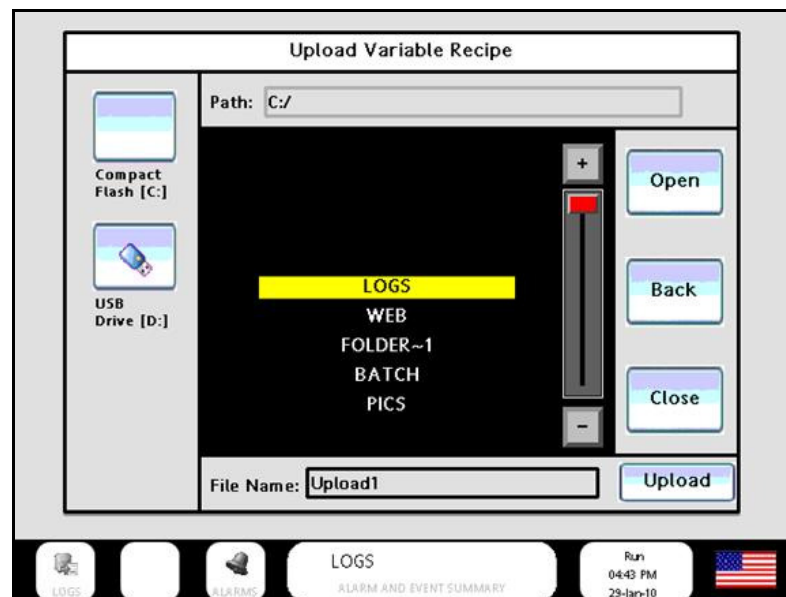 Upload Variable Recipe
Path: C:/
Compact
Flash [C:]
USB
Drive [D:]
+
LOGS
WEB
FOLDER~1
BATCH
PICS
-
Open
Back
Close
File Name: Upload1
Upload
LOGS
ALARMS
LOGS
ALARM AND EVENT SUMMARY
Run
04:43 PM
29-Jan-10